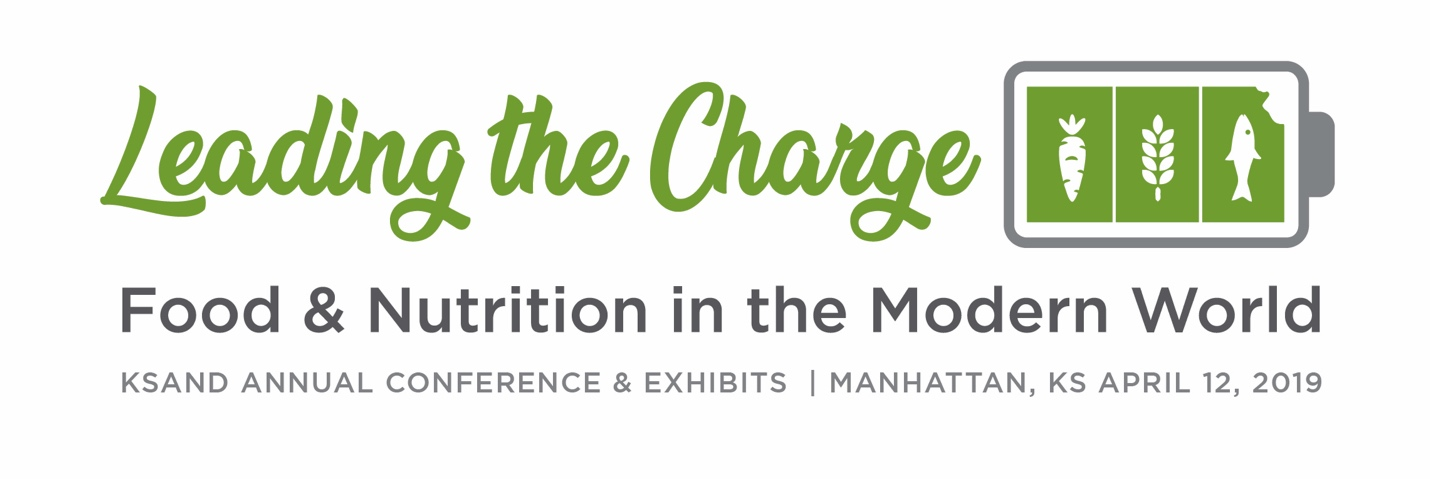 Leading the Charge
Food & Nutrition in the Modern World
KSAND ANNUAL CONFERENCE & EXHIBITS | MANHATTAN, KS APRIL 12, 2019